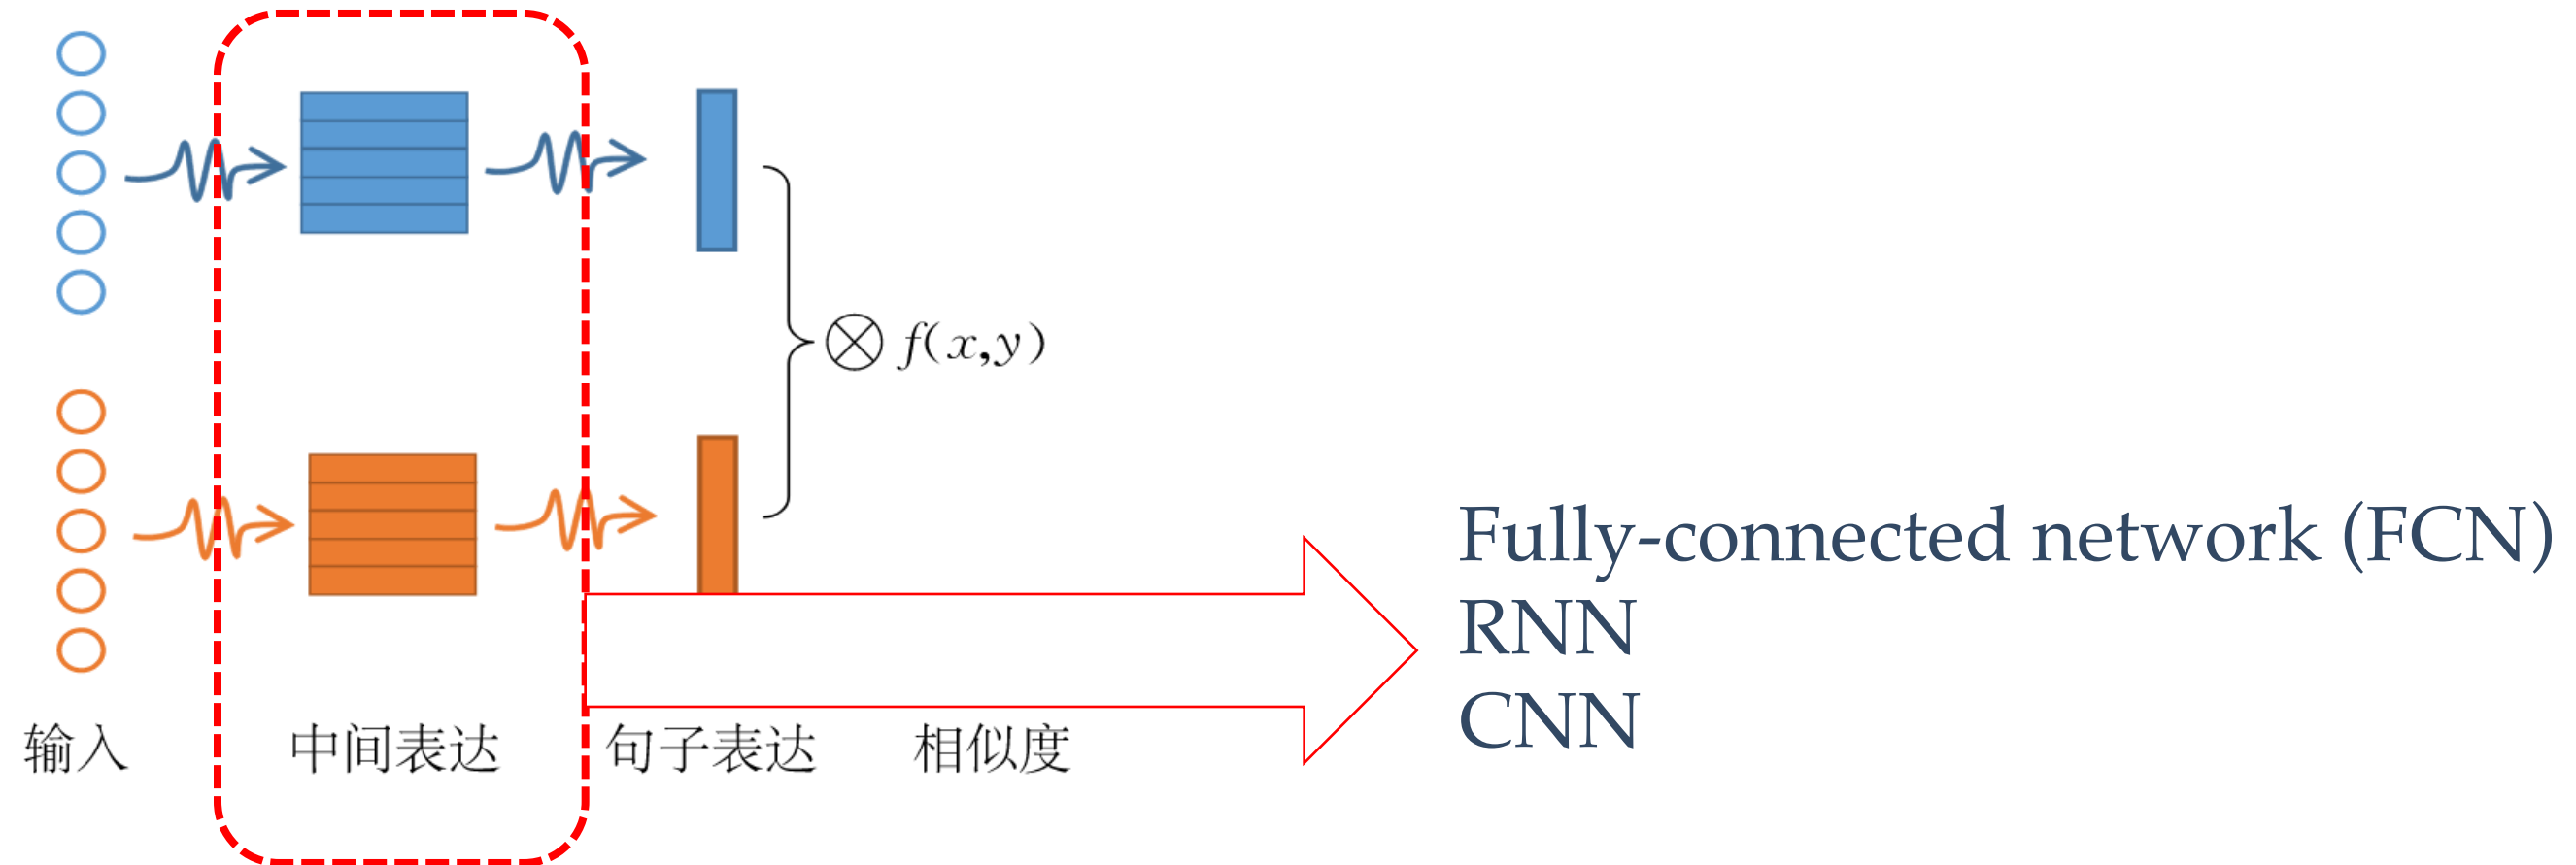 f(x,y)
Fully-connected network (FCN)
RNN
CNN
输入
中间表达
句子表达
相似度